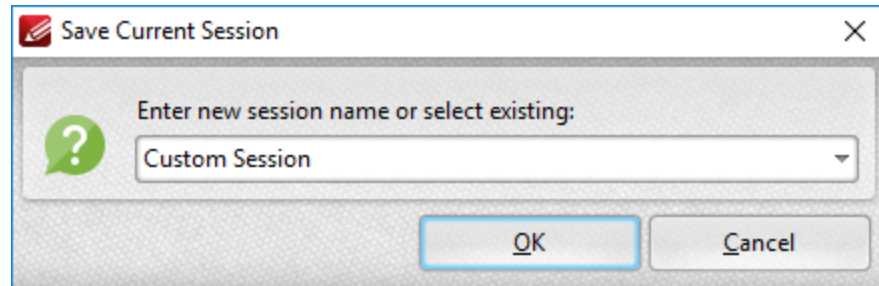 Save Current Session
Enter new session name or select existing:
Custom Session
OK
Cancel